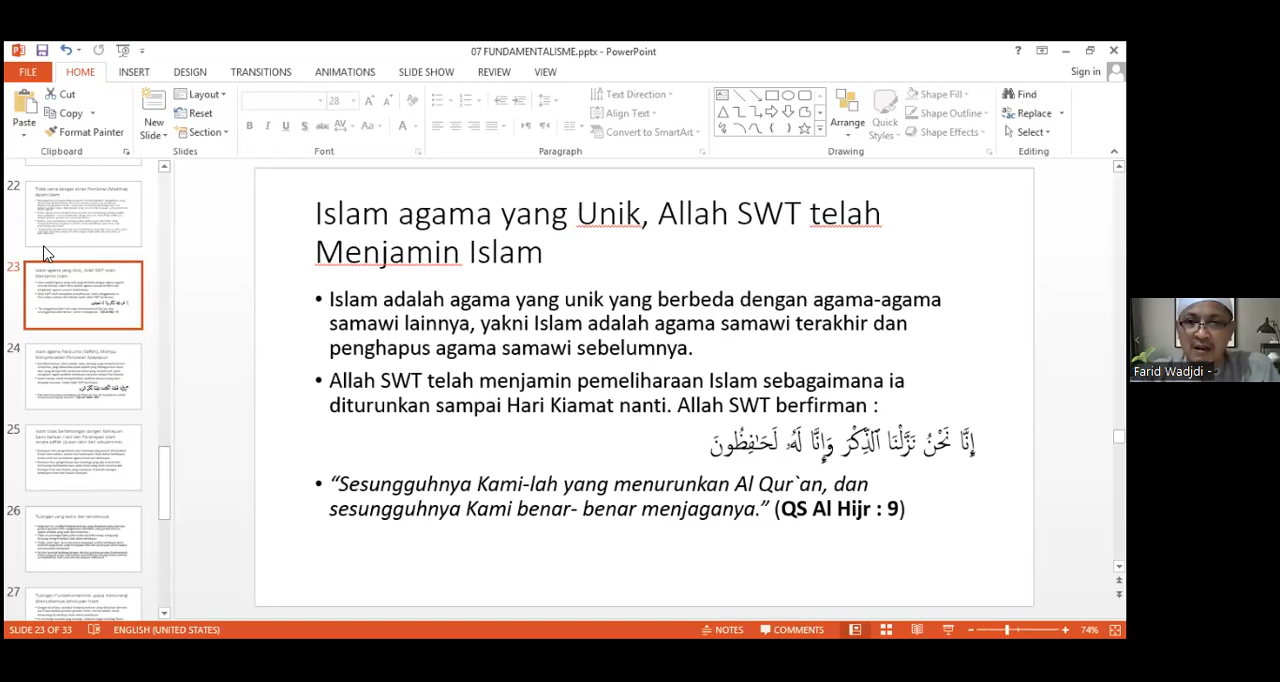 07 FUNDAMENTALISME.pptx - PowerPoint
FILE HOME INSERT DESIGN TRANSITIONS ANIMATIONS SLIDE SHOW REVIEW VIEW Sign in
Cut
Copy
Format Painter
Paste
Clipboard
New Slide
Layout
Reset
Section
Slides
28
Font
Text Direction
Align Text
Convert to SmartArt
Paragraph
Arrange
Quick Styles
Shape Fill
Shape Outline
Shape Effects
Drawing
Find
Replace
Select
Editing
22
23
24
25
26
27
Islam agama yang Unik, Allah SWT telah
Menjamin Islam
• Islam adalah agama yang unik yang berbeda dengan agama-agama
samawi lainnya, yakni Islam adalah agama samawi terakhir dan
penghapus agama samawi sebelumnya.
• Allah SWT telah menjamin pemeliharaan Islam sebagaimana ia
diturunkan sampai Hari Kiamat nanti. Allah SWT berfirman :
إِنَّا نَحْنُ نَزَّلْنَا ٱلذِّكْرَ وَإِنَّا لَهُۥ لَحَـٰفِظُونَ
• “Sesungguhnya Kami-lah yang menurunkan Al Qur`an, dan
sesungguhnya Kami benar- benar menjaganya.” (QS Al Hijr : 9)
Farid Wadjdi -
SLIDE 23 OF 33 ENGLISH (UNITED STATES) NOTES COMMENTS 74%